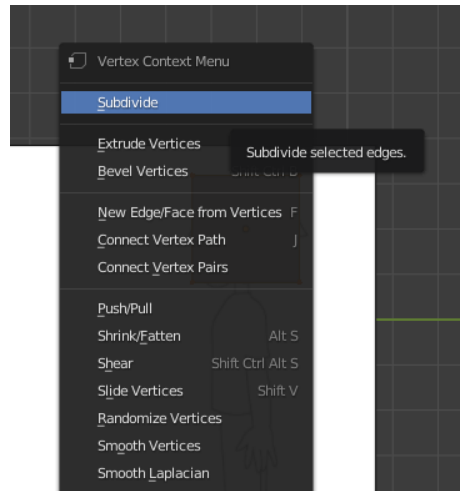 Vertex Context Menu
Subdivide
Extrude Vertices
Subdivide selected edges.
Bevel Vertices Shift Ctrl B
New Edge/Face from Vertices F
Connect Vertex Path J
Connect Vertex Pairs
Push/Pull
Shrink/Fatten Alt S
Shear Shift Ctrl Alt S
Slide Vertices Shift V
Randomize Vertices
Smooth Vertices
Smooth Laplacian